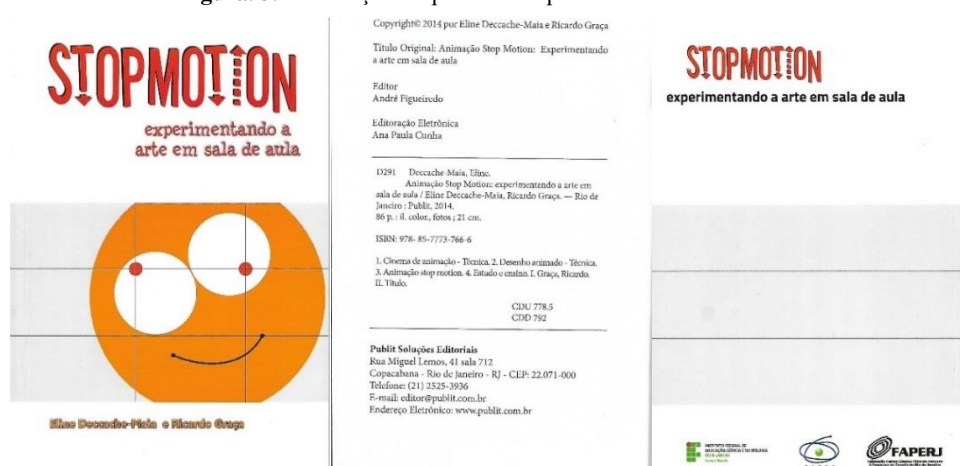 STOPMOTION
experimentando a
arte em sala de aula
Eline Deccache-Maia e Ricardo Graça
Copyright© 2014 por Eline Deccache-Maia e Ricardo Graça
Título Original: Animação Stop Motion: Experimentando
a arte em sala de aula
Editor
André Figueiredo
Editoração Eletrônica
Ana Paula Cunha
D291 Deccache-Maia, Eline.
Animação Stop Motion: experimentando a arte em
sala de aula / Eline Deccache-Maia, Ricardo Graça. — Rio de
Janeiro : Publit, 2014.
86 p. : il. color., fotos ; 21 cm.
ISBN: 978- 85-7773-766-6
1. Cinema de animação - Técnica. 2. Desenho animado - Técnica.
3. Animação stop motion. 4. Estudo e ensino. I. Graça, Ricardo.
II. Título.
CDU 778.5
CDD 792
Publit Soluções Editoriais
Rua Miguel Lemos, 41 sala 712
Copacabana - Rio de Janeiro - RJ - CEP: 22.071-000
Telefone: (21) 2525-3936
E-mail: editor@publit.com.br
Endereço Eletrônico: www.publit.com.br
STOPMOTION
experimentando a arte em sala de aula
INSTITUTO FEDERAL DE
FAPERJ